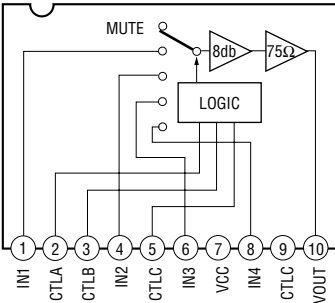 MUTE
8db
75Ω
LOGIC
1
2
3
4
5
6
7
8
9
10
IN1
CTLA
CTLB
IN2
CTLC
IN3
VCC
IN4
CTLC
VOUT